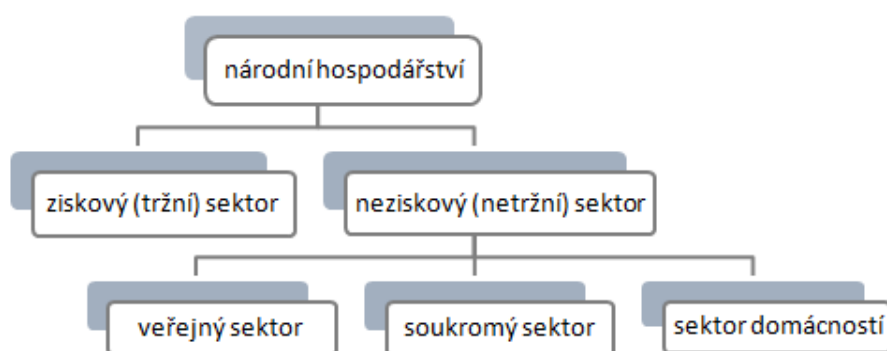 národní hospodářství
ziskový (tržní) sektor
neziskový (netržní) sektor
veřejný sektor
soukromý sektor
sektor domácností